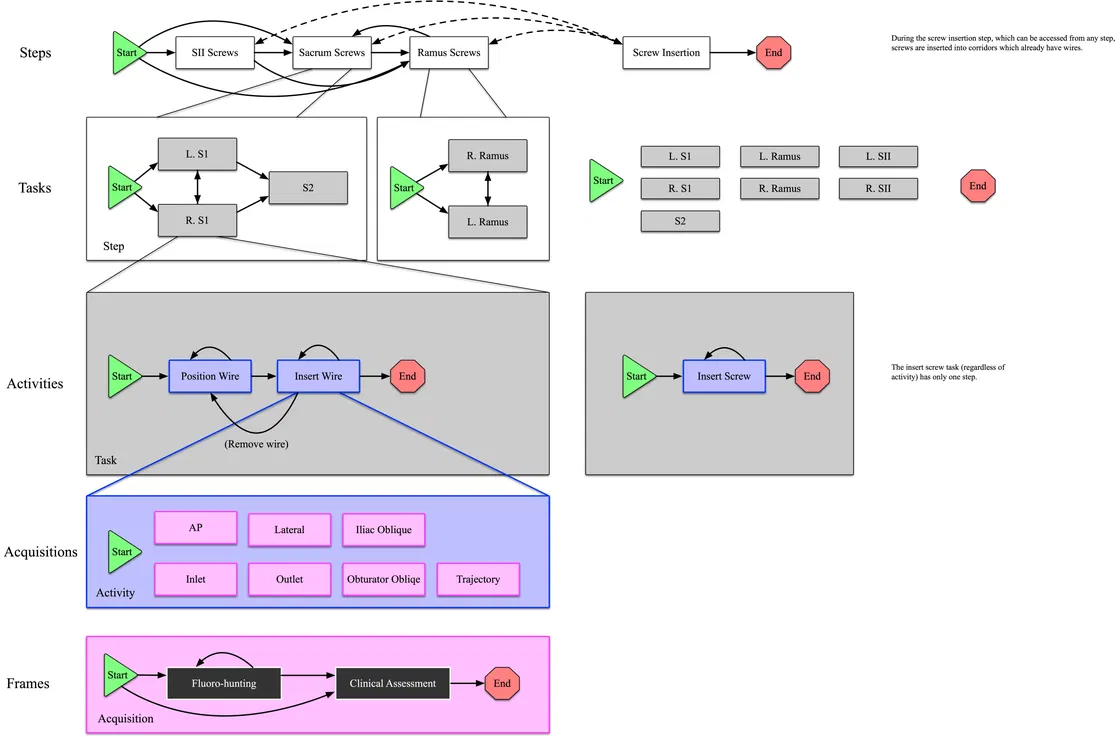 Steps
Start
SII Screws
Sacrum Screws
Ramus Screws
Screw Insertion
End
During the screw insertion step, which can be accessed from any step,
screws are inserted into corridors which already have wires.
Tasks
Start
L. S1
R. S1
S2
Step
Start
R. Ramus
L. Ramus
Start
L. S1
L. Ramus
L. SII
R. S1
R. Ramus
R. SII
S2
End
Activities
Start
Position Wire
Insert Wire
End
(Remove wire)
Task
Start
Insert Screw
End
The insert screw task (regardless of
activity) has only one step.
Acquisitions
Start
AP
Lateral
Iliac Oblique
Inlet
Outlet
Obturator Obliqe
Trajectory
Activity
Frames
Start
Fluoro-hunting
Clinical Assessment
End
Acquisition